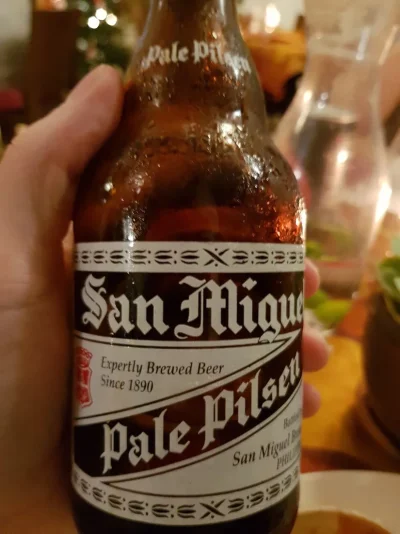 Pale Pilsen
San Migue
Expertly Brewed Beer
Since 1890
Pale Pilsen
San Miguel